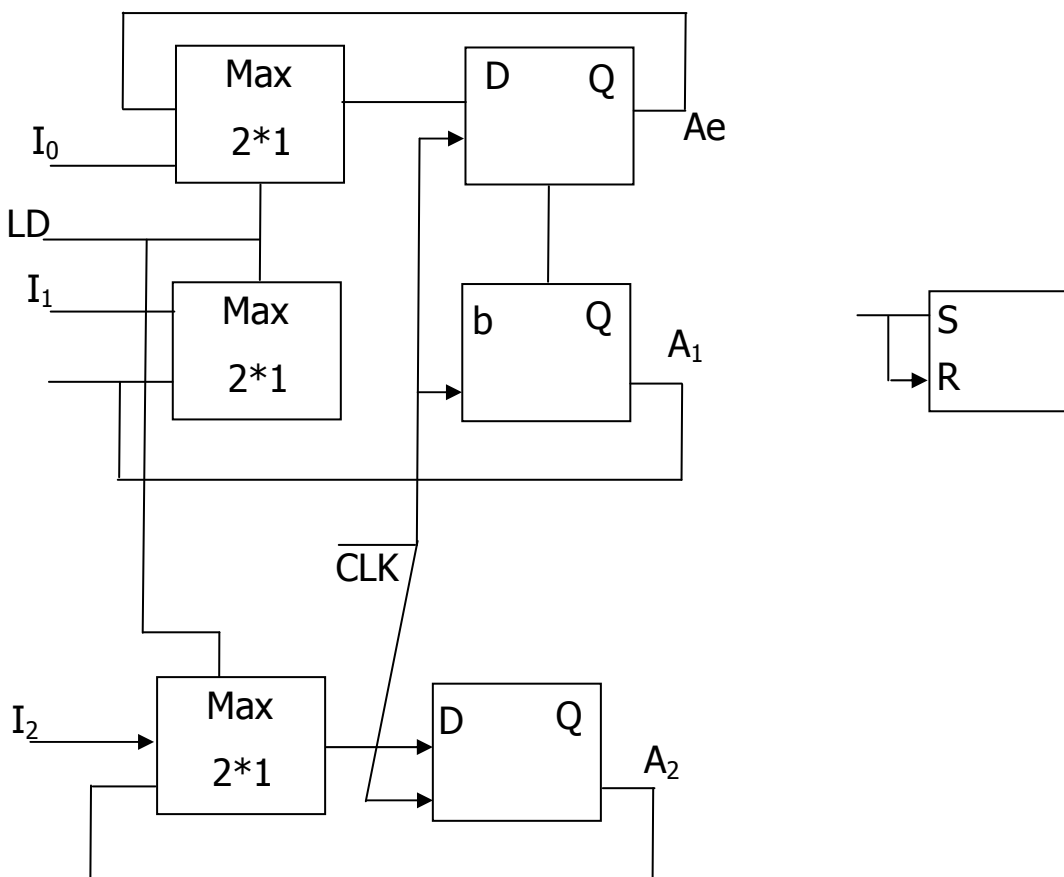 Max
2*1
D Q
Ae
I₀
LD
I₁
Max
2*1
b Q
A₁
S
R
CLK
I₂
Max
2*1
D Q
A₂